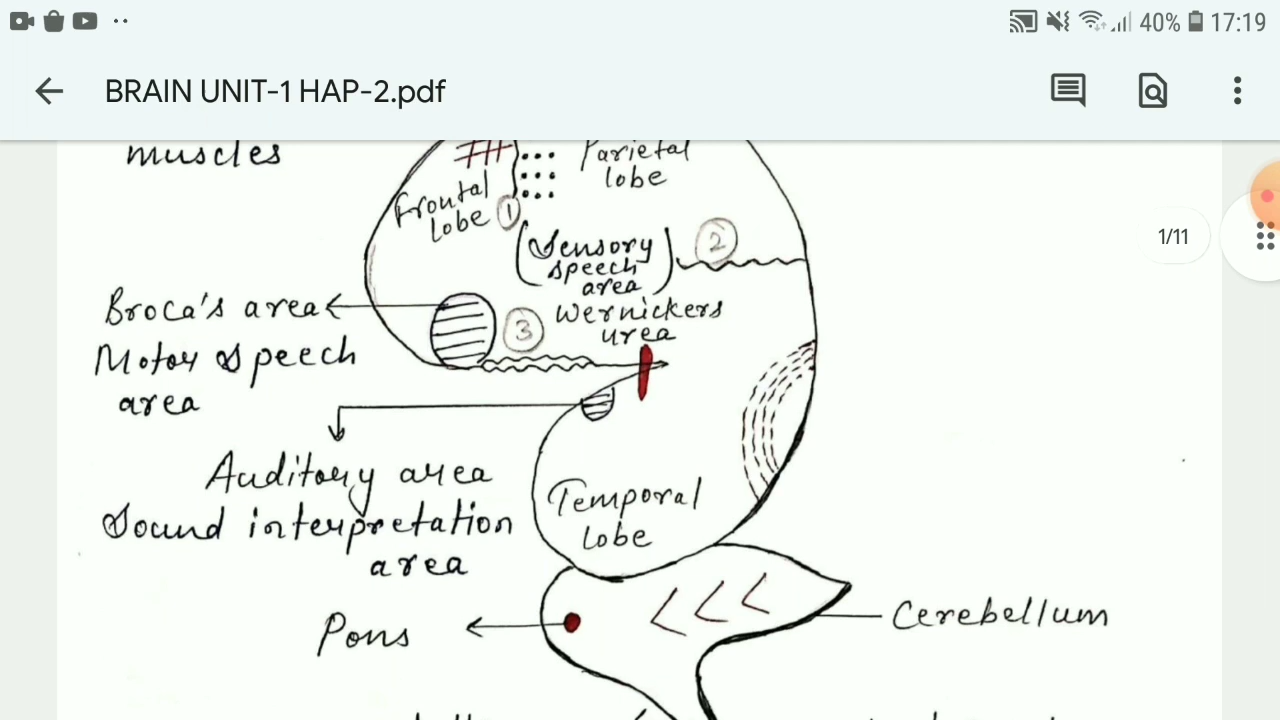 40% 17:19
BRAIN UNIT-1 HAP-2.pdf
1/11
muscles
Parietal
lobe
Frontal
lobe 1
2
(Sensory
speech
area)
Wernickers
urea
Broca's area
3
Motor Speech
area
Auditory area
Sound interpretation
area
Temporal
lobe
Pons
Cerebellum